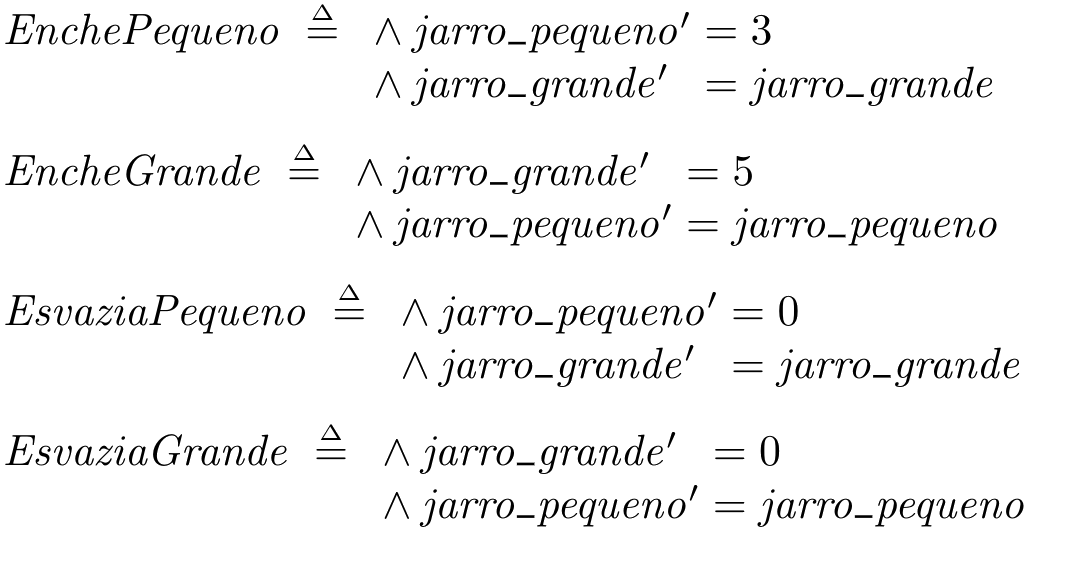 EnchePequeno ≜ ∧ jarro_pequeno′ = 3
∧ jarro_grande′ = jarro_grande
EncheGrande ≜ ∧ jarro_grande′ = 5
∧ jarro_pequeno′ = jarro_pequeno
EsvaziaPequeno ≜ ∧ jarro_pequeno′ = 0
∧ jarro_grande′ = jarro_grande
EsvaziaGrande ≜ ∧ jarro_grande′ = 0
∧ jarro_pequeno′ = jarro_pequeno